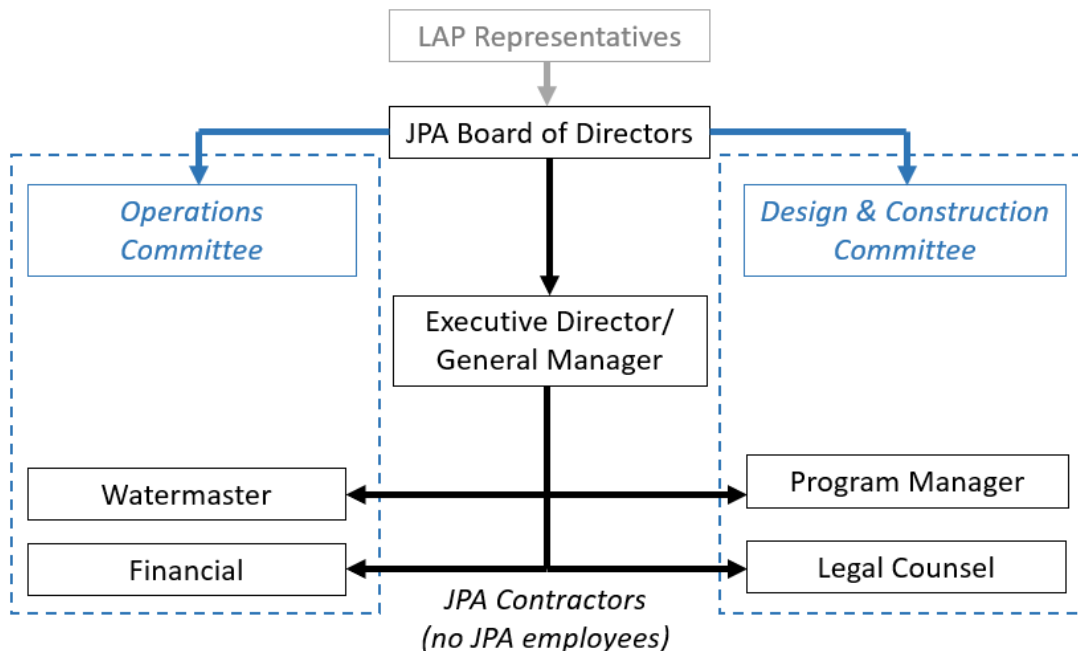 LAP Representatives
JPA Board of Directors
Operations
Committee
Design & Construction
Committee
Executive Director/
General Manager
Watermaster
Program Manager
Financial
Legal Counsel
JPA Contractors
(no JPA employees)